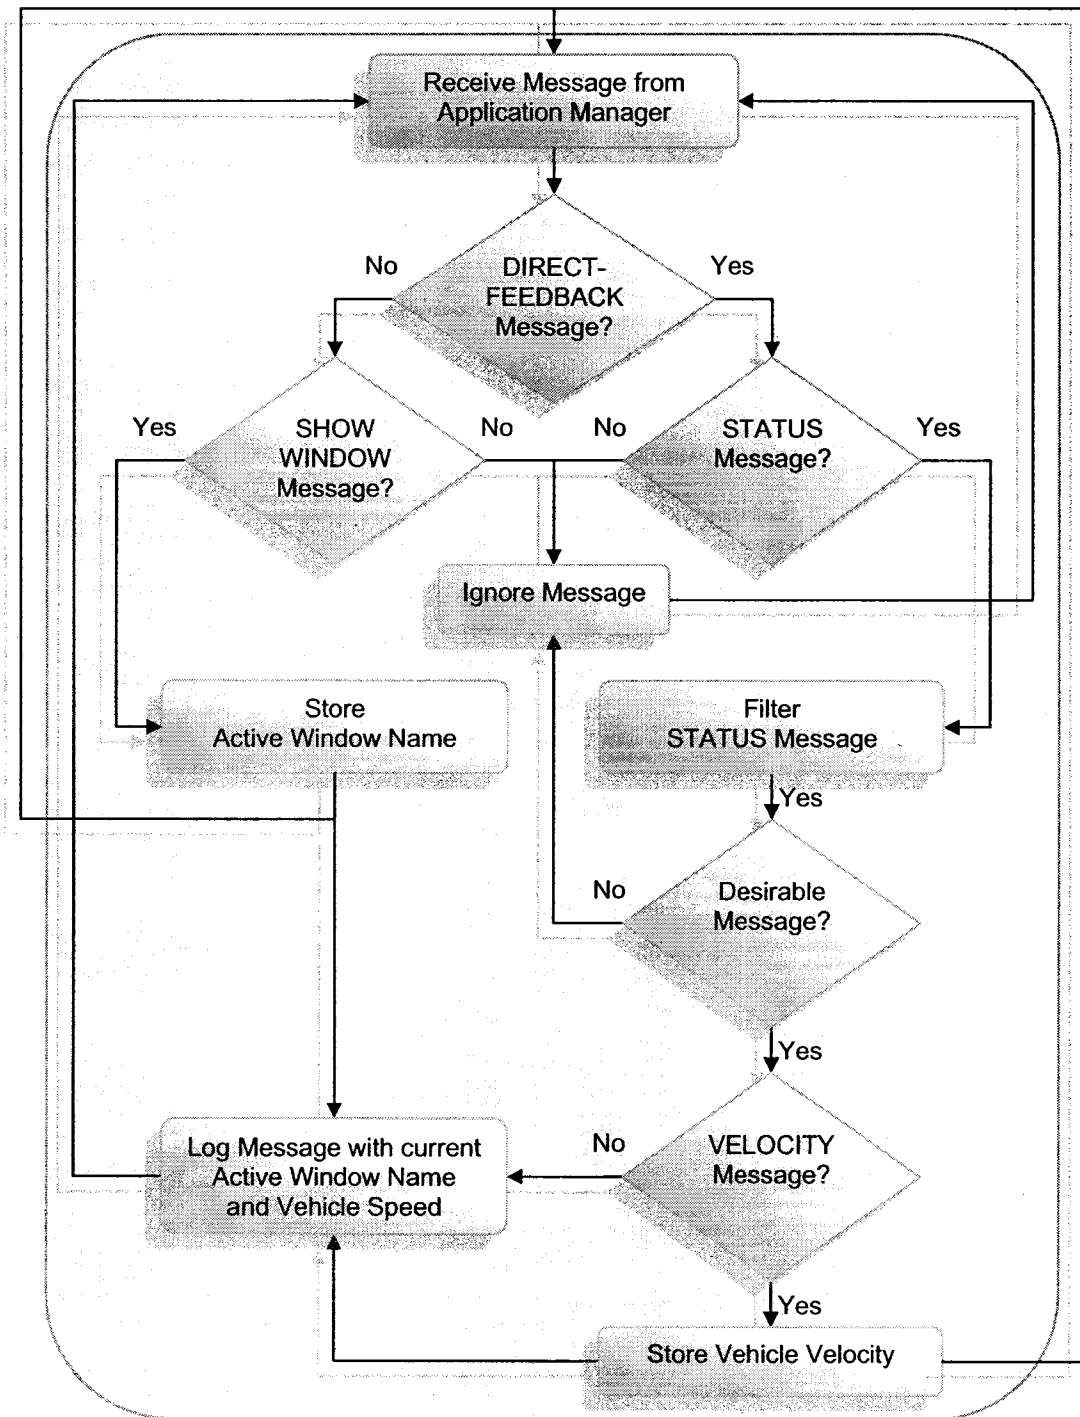 Receive Message from
Application Manager
No
DIRECT-
FEEDBACK
Message?
Yes
Yes
SHOW
WINDOW
Message?
No
No
STATUS
Message?
Yes
Ignore Message
Store
Active Window Name
Filter
STATUS Message
Yes
No
Desirable
Message?
Yes
Log Message with current
Active Window Name
and Vehicle Speed
No
VELOCITY
Message?
Yes
Store Vehicle Velocity